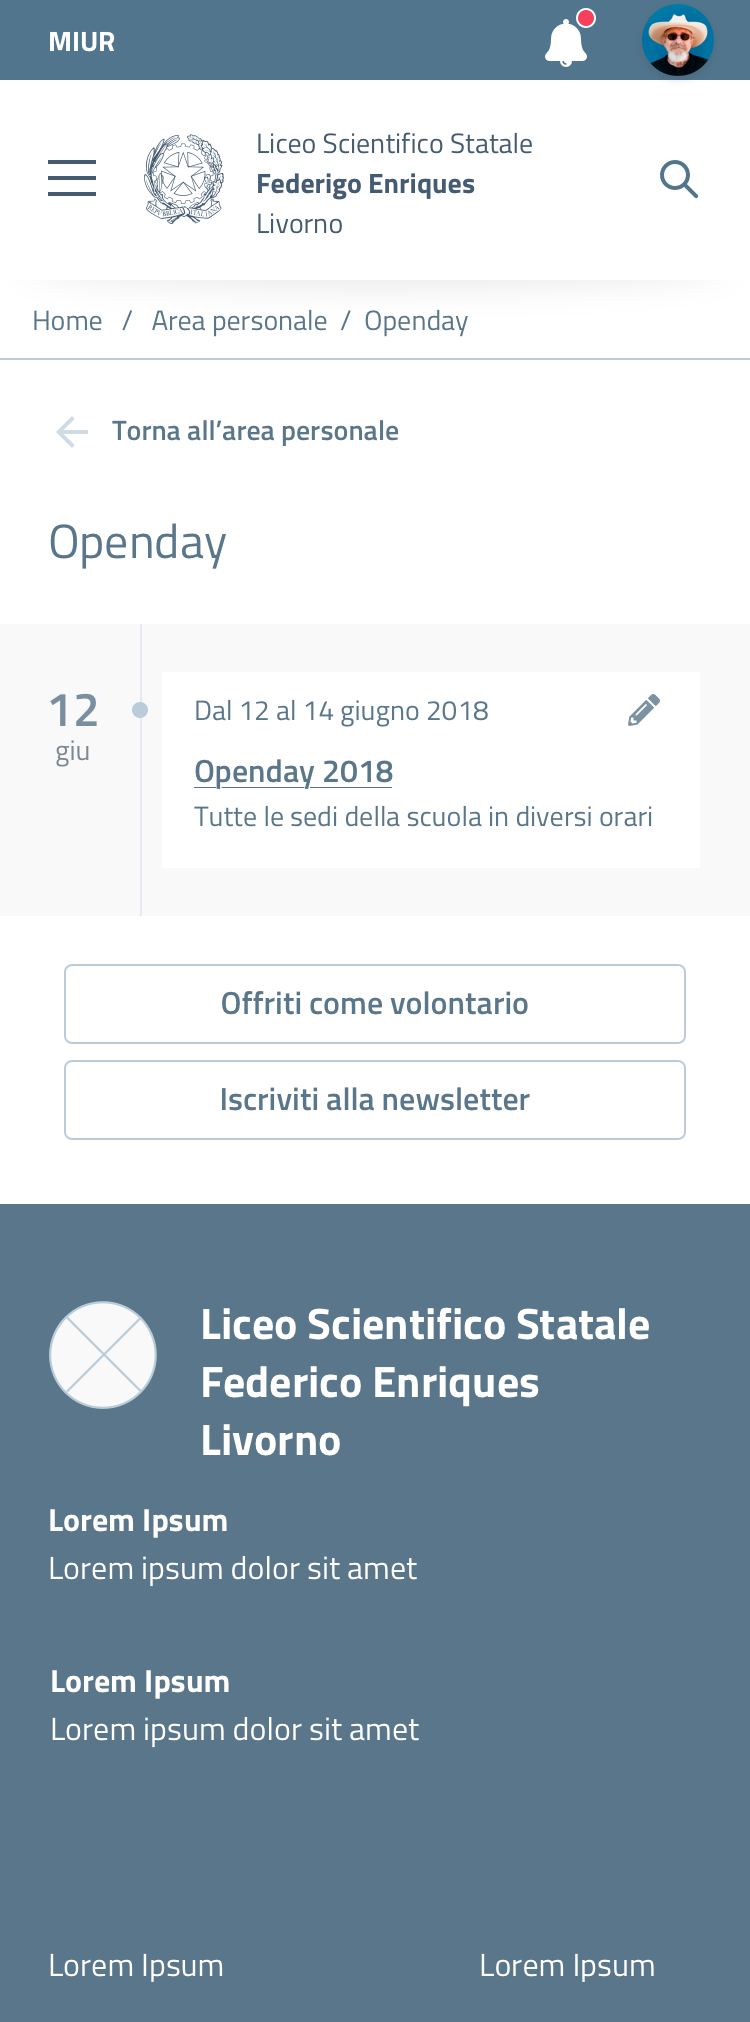 MIUR
Liceo Scientifico Statale
Federigo Enriques
Livorno
Home / Area personale / Openday
Torna all’area personale
Openday
12
giu
Dal 12 al 14 giugno 2018
Openday 2018
Tutte le sedi della scuola in diversi orari
Offriti come volontario
Iscriviti alla newsletter
Liceo Scientifico Statale
Federico Enriques
Livorno
Lorem Ipsum
Lorem ipsum dolor sit amet
Lorem Ipsum
Lorem ipsum dolor sit amet
Lorem Ipsum Lorem Ipsum